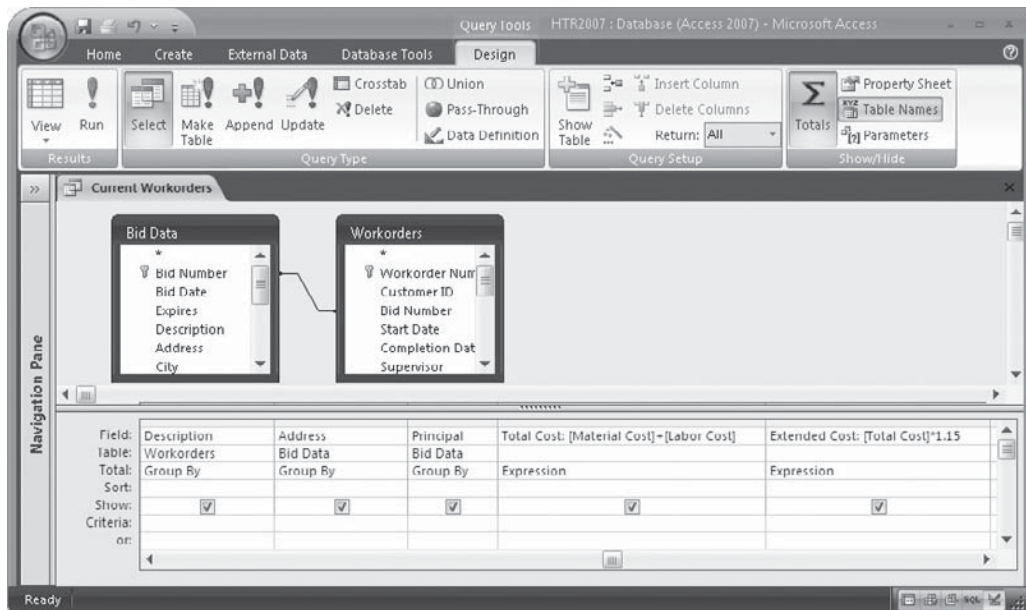 Query Tools HTR2007 : Database (Access 2007) - Microsoft Access
Home Create External Data Database Tools Design
View
Run
Results
Select
Make Table
Append
Update
Crosstab
Delete
Union
Pass-Through
Data Definition
Query Type
Show Table
Insert Column
Delete Columns
Return: All
Query Setup
Totals
Property Sheet
Table Names
Parameters
Show/Hide
Current Workorders
Navigation Pane
Bid Data
*
Bid Number
Bid Date
Expires
Description
Address
City
Workorders
*
Workorder Num
Customer ID
Bid Number
Start Date
Completion Dat
Supervisor
Field: Description Address Principal Total Cost: [Material Cost]+[Labor Cost] Extended Cost: [Total Cost]*1.15
Table: Workorders Bid Data Bid Data
Total: Group By Group By Group By Expression Expression
Sort:
Show:
Criteria:
or:
Ready
SQL